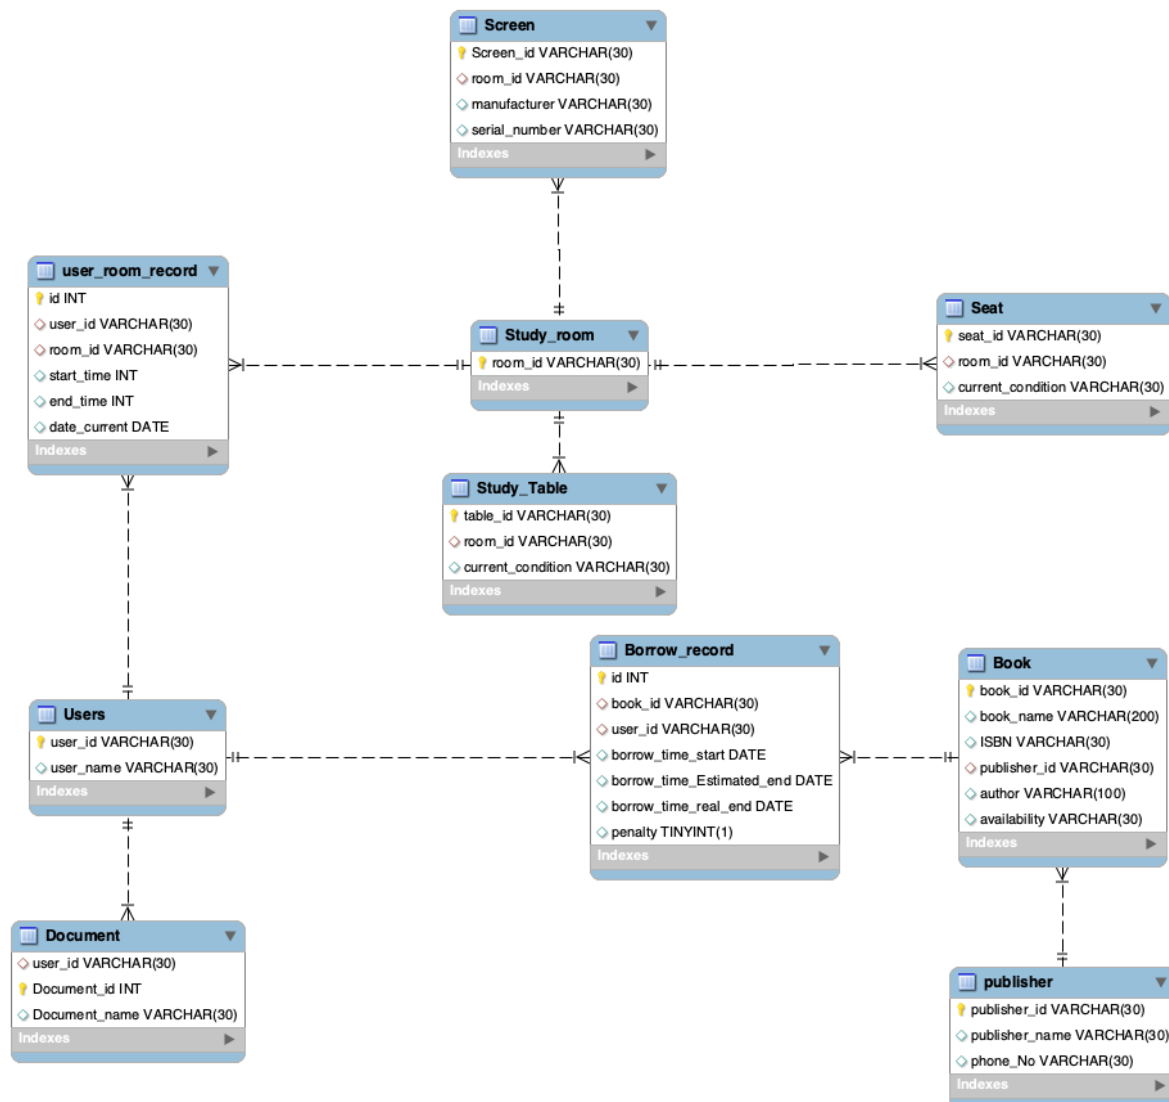 Screen
Screen_id VARCHAR(30)
room_id VARCHAR(30)
manufacturer VARCHAR(30)
serial_number VARCHAR(30)
Indexes
user_room_record
id INT
user_id VARCHAR(30)
room_id VARCHAR(30)
start_time INT
end_time INT
date_current DATE
Indexes
Study_room
room_id VARCHAR(30)
Indexes
Seat
seat_id VARCHAR(30)
room_id VARCHAR(30)
current_condition VARCHAR(30)
Indexes
Study_Table
table_id VARCHAR(30)
room_id VARCHAR(30)
current_condition VARCHAR(30)
Indexes
Users
user_id VARCHAR(30)
user_name VARCHAR(30)
Indexes
Borrow_record
id INT
book_id VARCHAR(30)
user_id VARCHAR(30)
borrow_time_start DATE
borrow_time_Estimated_end DATE
borrow_time_real_end DATE
penalty TINYINT(1)
Indexes
Book
book_id VARCHAR(30)
book_name VARCHAR(200)
ISBN VARCHAR(30)
publisher_id VARCHAR(30)
author VARCHAR(100)
availability VARCHAR(30)
Indexes
Document
user_id VARCHAR(30)
Document_id INT
Document_name VARCHAR(30)
Indexes
publisher
publisher_id VARCHAR(30)
publisher_name VARCHAR(30)
phone_No VARCHAR(30)
Indexes